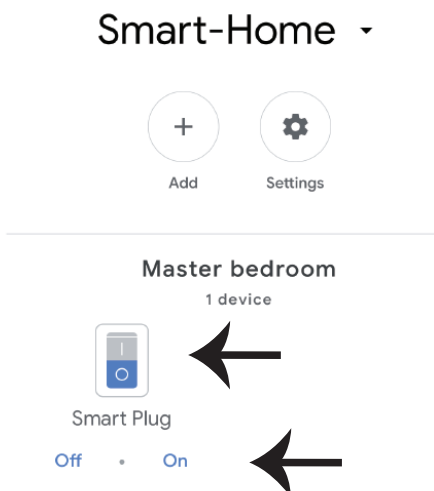 Smart-Home
Add Settings
Master bedroom
1 device
Smart Plug
Off • On